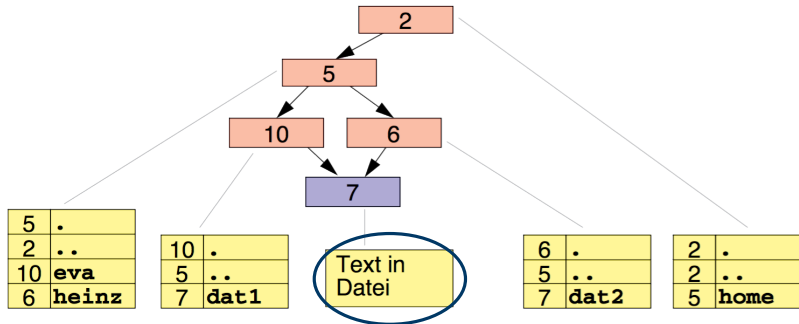 2
5
10 6
7
5 .
2 ..
10 eva
6 heinz
10 .
5 ..
7 dat1
Text in
Datei
6 .
5 ..
7 dat2
2 .
2 ..
5 home